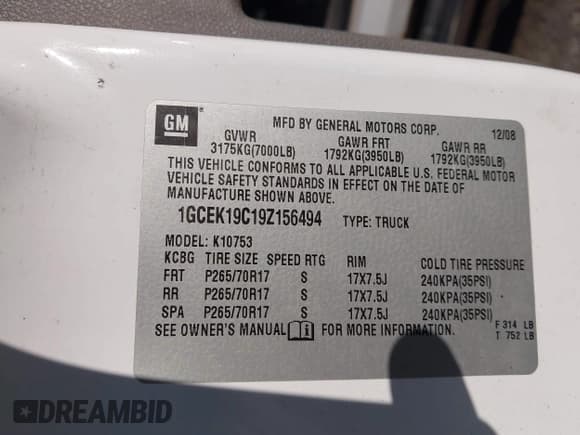 GM
MFD BY GENERAL MOTORS CORP. 12/08
GVWR GAWR FRT GAWR RR
3175KG(7000LB) 1792KG(3950LB) 1792KG(3950LB)
THIS VEHICLE CONFORMS TO ALL APPLICABLE U.S. FEDERAL MOTOR
VEHICLE SAFETY STANDARDS IN EFFECT ON THE DATE OF
MANUFACTURE SHOWN ABOVE.
1GCEK19C19Z156494 TYPE: TRUCK
MODEL: K10753
KCBG TIRE SIZE SPEED RTG RIM COLD TIRE PRESSURE
FRT P265/70R17 S 17X7.5J 240KPA(35PSI)
RR P265/70R17 S 17X7.5J 240KPA(35PSI)
SPA P265/70R17 S 17X7.5J 240KPA(35PSI)
SEE OWNER'S MANUAL FOR MORE INFORMATION.
F 314 LB
T 752 LB
DREAMBID